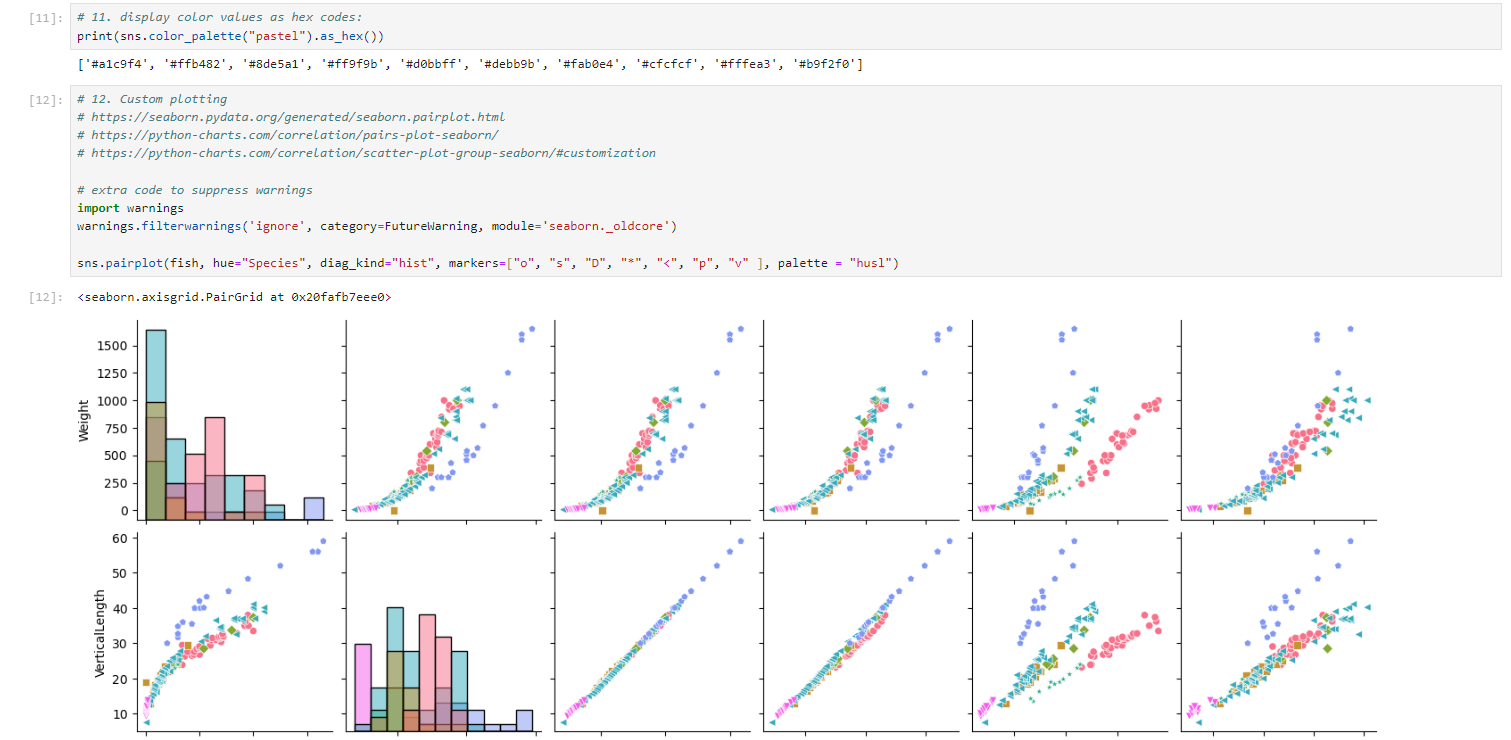 [11]: # 11. display color values as hex codes:
print(sns.color_palette("pastel").as_hex())
['#a1c9f4', '#ffb482', '#8de5a1', '#ff9f9b', '#d0bbff', '#debb9b', '#fab0e4', '#cfcfcf', '#fffea3', '#b9f2f0']
[12]: # 12. Custom plotting
# https://seaborn.pydata.org/generated/seaborn.pairplot.html
# https://python-charts.com/correlation/pairs-plot-seaborn/
# https://python-charts.com/correlation/scatter-plot-group-seaborn/#customization
# extra code to suppress warnings
import warnings
warnings.filterwarnings('ignore', category=FutureWarning, module='seaborn._oldcore')
sns.pairplot(fish, hue="Species", diag_kind="hist", markers=["o", "s", "D", "*", "<", "p", "v" ], palette = "husl")
[12]: <seaborn.axisgrid.PairGrid at 0x20fafb7eee0>
Weight
1500
1250
1000
750
500
250
0
VerticalLength
60
50
40
30
20
10